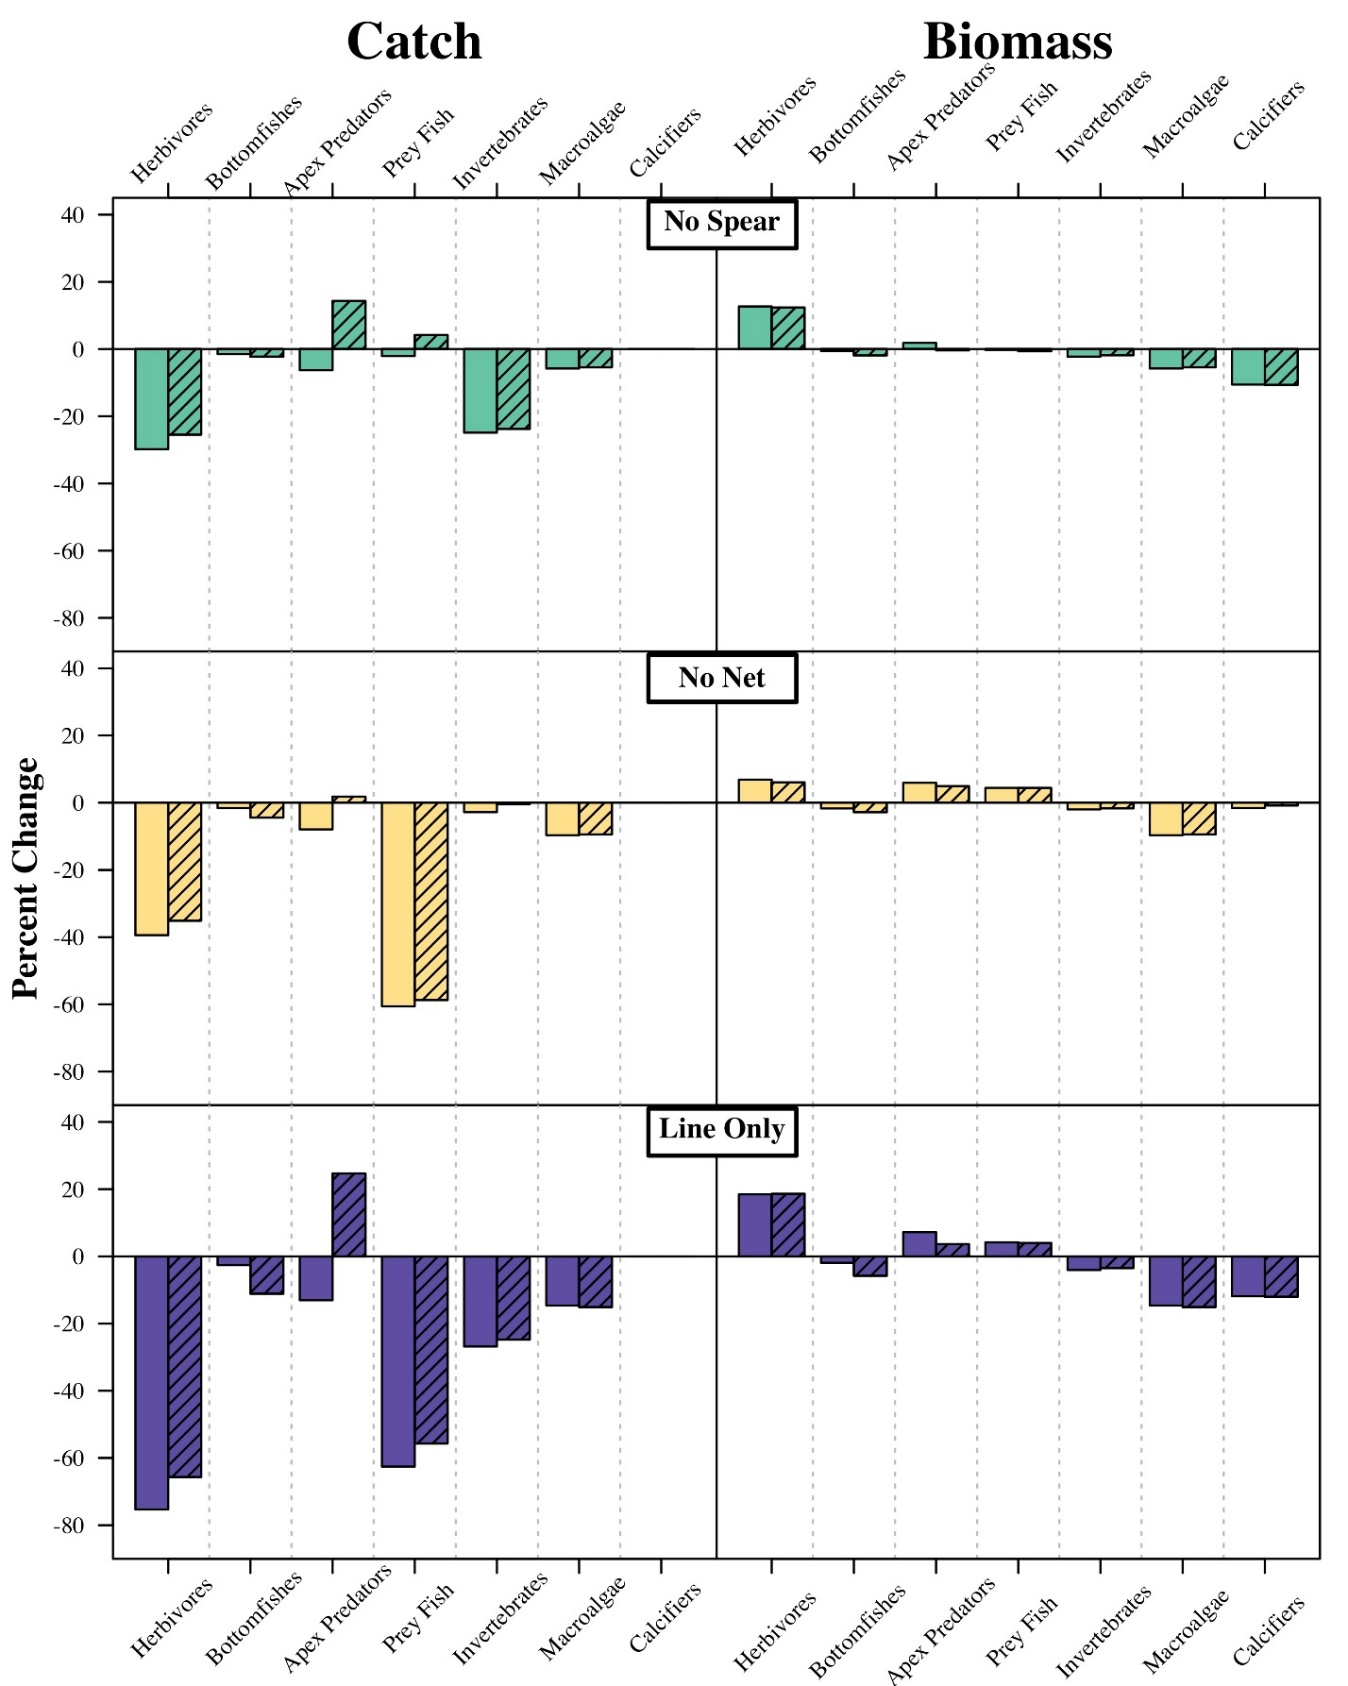 Catch
Biomass
Herbivores
Bottomfishes
Apex Predators
Prey Fish
Invertebrates
Macroalgae
Calcifiers
Herbivores
Bottomfishes
Apex Predators
Prey Fish
Invertebrates
Macroalgae
Calcifiers
No Spear
40
20
0
-20
-40
-60
-80
No Net
40
20
0
-20
-40
-60
-80
Percent Change
Line Only
40
20
0
-20
-40
-60
-80
Herbivores
Bottomfishes
Apex Predators
Prey Fish
Invertebrates
Macroalgae
Calcifiers
Herbivores
Bottomfishes
Apex Predators
Prey Fish
Invertebrates
Macroalgae
Calcifiers